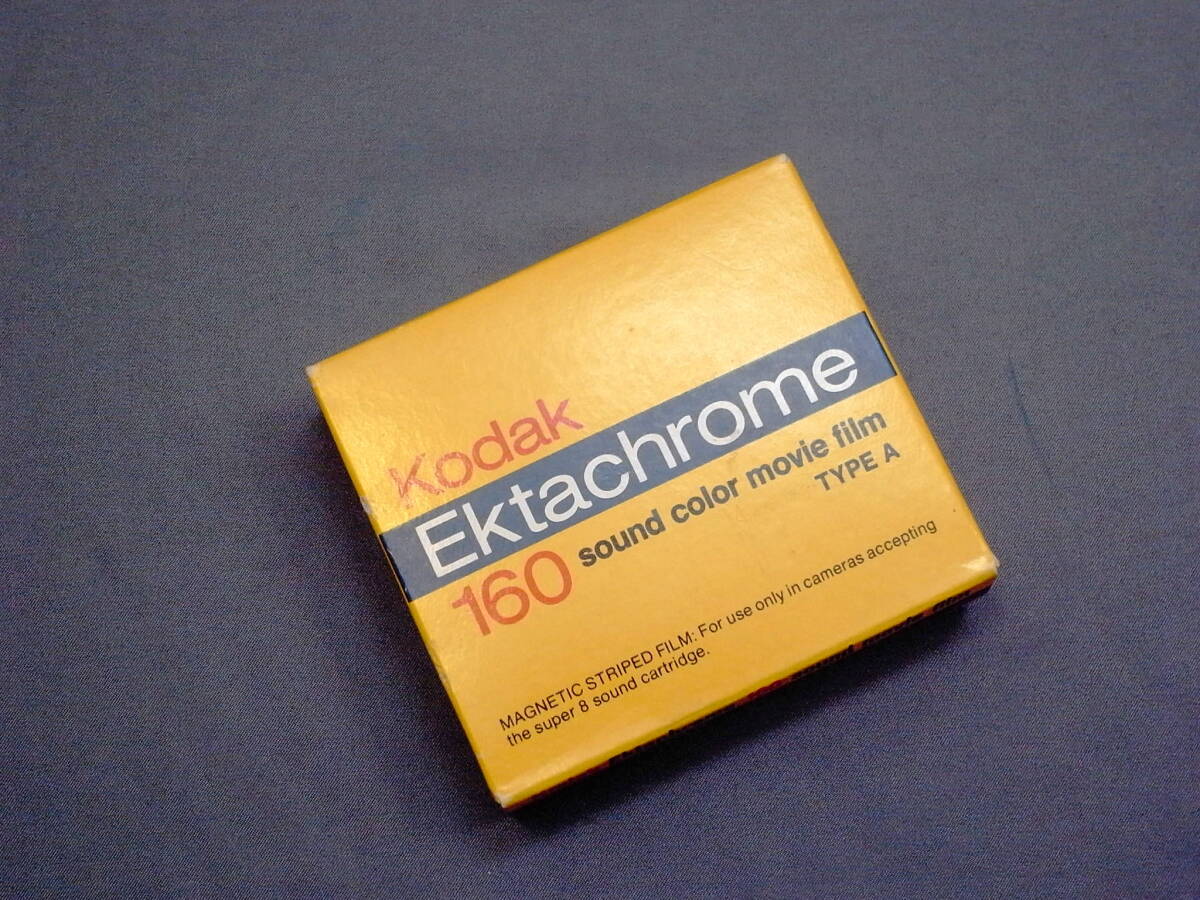 Kodak
Ektachrome
160 sound color movie film
TYPE A
MAGNETIC STRIPED FILM: For use only in cameras accepting
the super 8 sound cartridge.